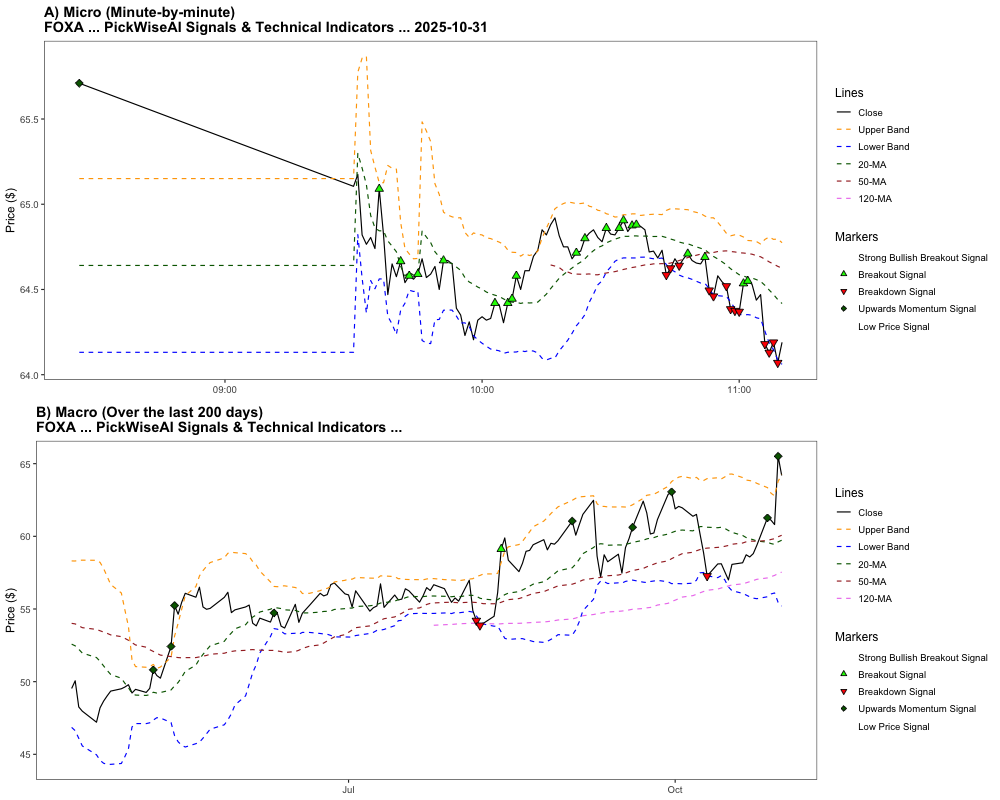 A) Micro (Minute-by-minute)
FOXA ... PickWiseAI Signals & Technical Indicators ... 2025-10-31
Price ($)
65.5
65.0
64.5
64.0
09:00
10:00
11:00
Lines
Close
Upper Band
Lower Band
20-MA
50-MA
120-MA
Markers
Strong Bullish Breakout Signal
Breakout Signal
Breakdown Signal
Upwards Momentum Signal
Low Price Signal
B) Macro (Over the last 200 days)
FOXA ... PickWiseAI Signals & Technical Indicators ...
Price ($)
65
60
55
50
45
Jul
Oct
Lines
Close
Upper Band
Lower Band
20-MA
50-MA
120-MA
Markers
Strong Bullish Breakout Signal
Breakout Signal
Breakdown Signal
Upwards Momentum Signal
Low Price Signal